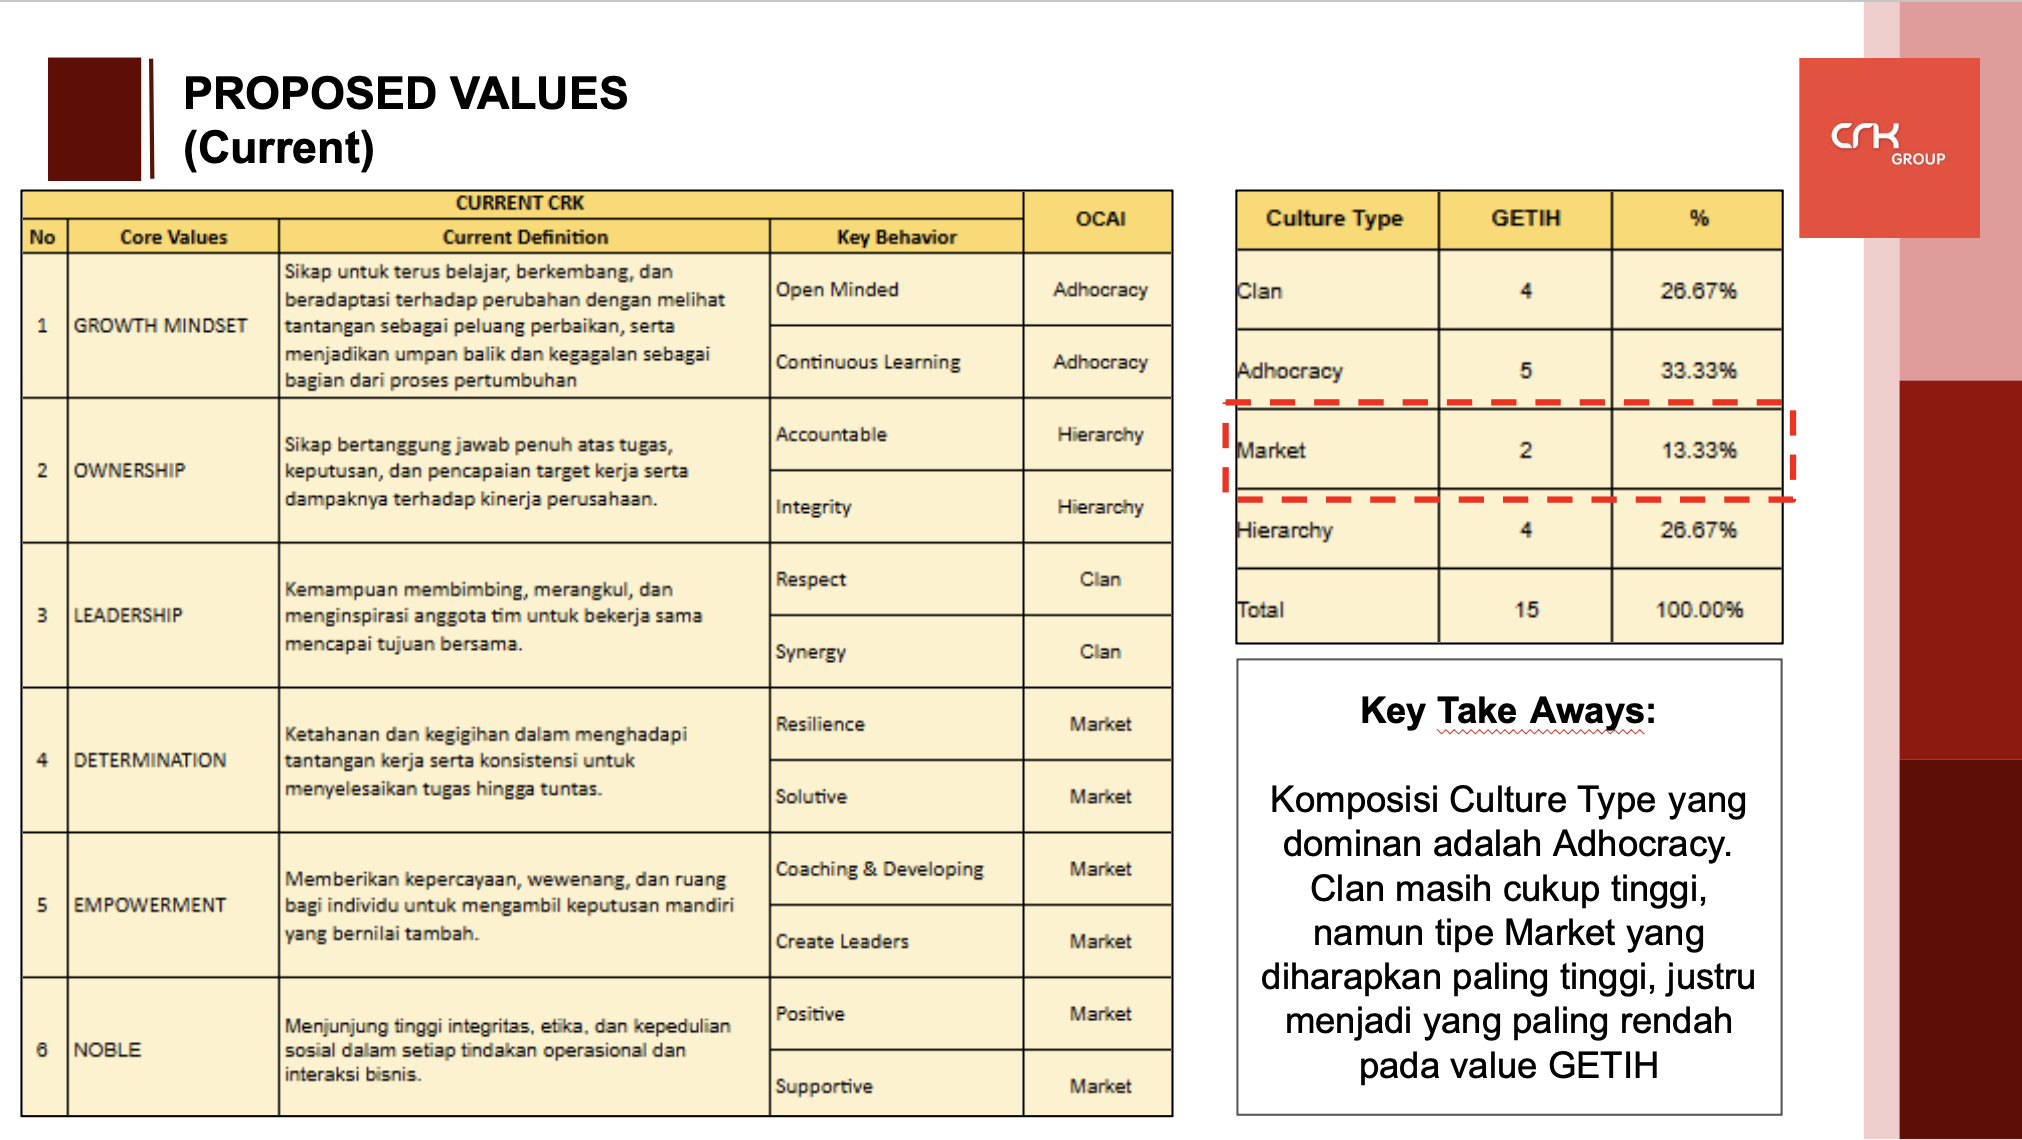 PROPOSED VALUES
(Current)
crk
GROUP
CURRENT CRK
OCAI
No
Core Values
Current Definition
Key Behavior
1
GROWTH MINDSET
Sikap untuk terus belajar, berkembang, dan
beradaptasi terhadap perubahan dengan melihat
tantangan sebagai peluang perbaikan, serta
menjadikan umpan balik dan kegagalan sebagai
bagian dari proses pertumbuhan
Open Minded
Adhocracy
Continuous Learning
Adhocracy
2
OWNERSHIP
Sikap bertanggung jawab penuh atas tugas,
keputusan, dan pencapaian target kerja serta
dampaknya terhadap kinerja perusahaan.
Accountable
Hierarchy
Integrity
Hierarchy
3
LEADERSHIP
Kemampuan membimbing, merangkul, dan
menginspirasi anggota tim untuk bekerja sama
mencapai tujuan bersama.
Respect
Clan
Synergy
Clan
4
DETERMINATION
Ketahanan dan kegigihan dalam menghadapi
tantangan kerja serta konsistensi untuk
menyelesaikan tugas hingga tuntas.
Resilience
Market
Solutive
Market
5
EMPOWERMENT
Memberikan kepercayaan, wewenang, dan ruang
bagi individu untuk mengambil keputusan mandiri
yang bernilai tambah.
Coaching & Developing
Market
Create Leaders
Market
6
NOBLE
Menjunjung tinggi integritas, etika, dan kepedulian
sosial dalam setiap tindakan operasional dan
interaksi bisnis.
Positive
Market
Supportive
Market
Culture Type
GETIH
%
Clan
4
26.67%
Adhocracy
5
33.33%
Market
2
13.33%
Hierarchy
4
26.67%
Total
15
100.00%
Key Take Aways:
Komposisi Culture Type yang
dominan adalah Adhocracy.
Clan masih cukup tinggi,
namun tipe Market yang
diharapkan paling tinggi, justru
menjadi yang paling rendah
pada value GETIH